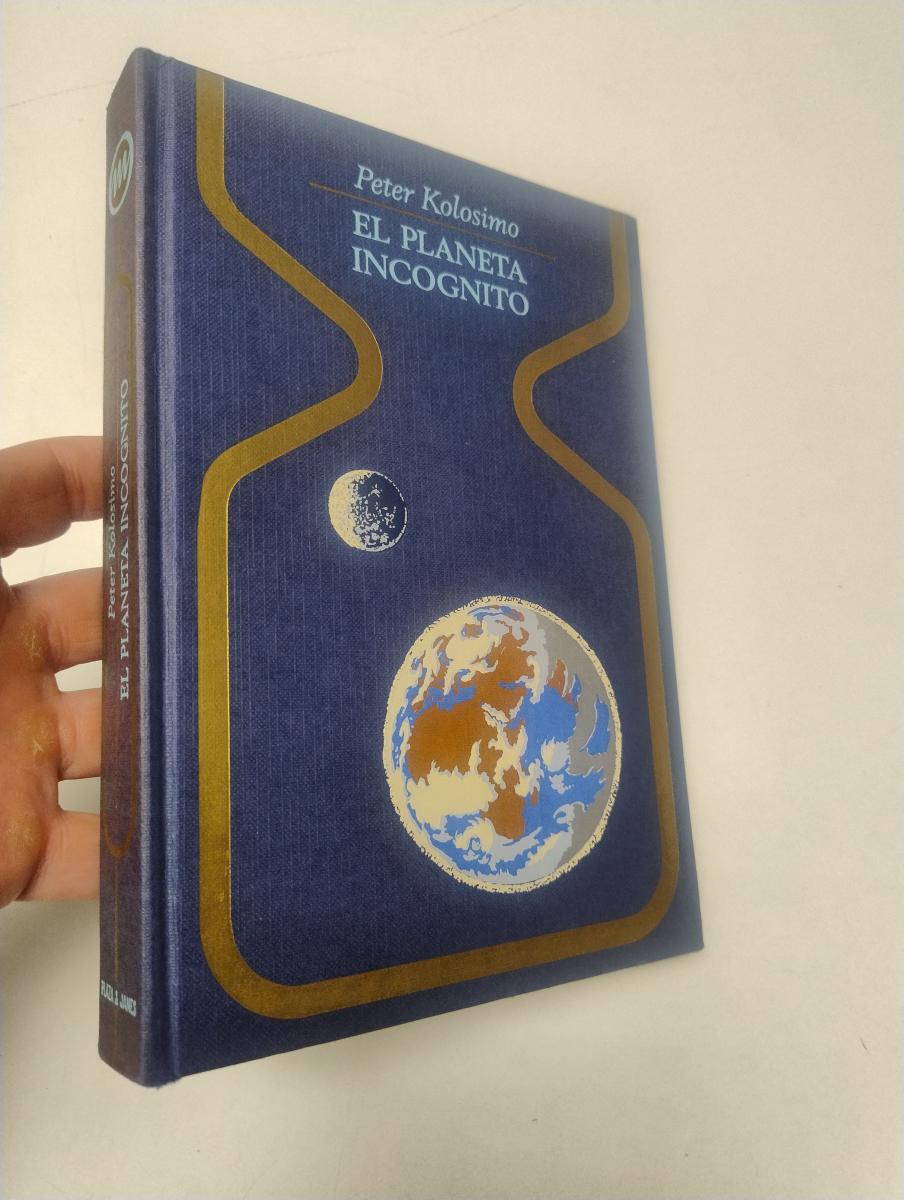 Peter Kolosimo
EL PLANETA
INCOGNITO
Peter Kolosimo
EL PLANETA INCOGNITO
PLAZA & JANES